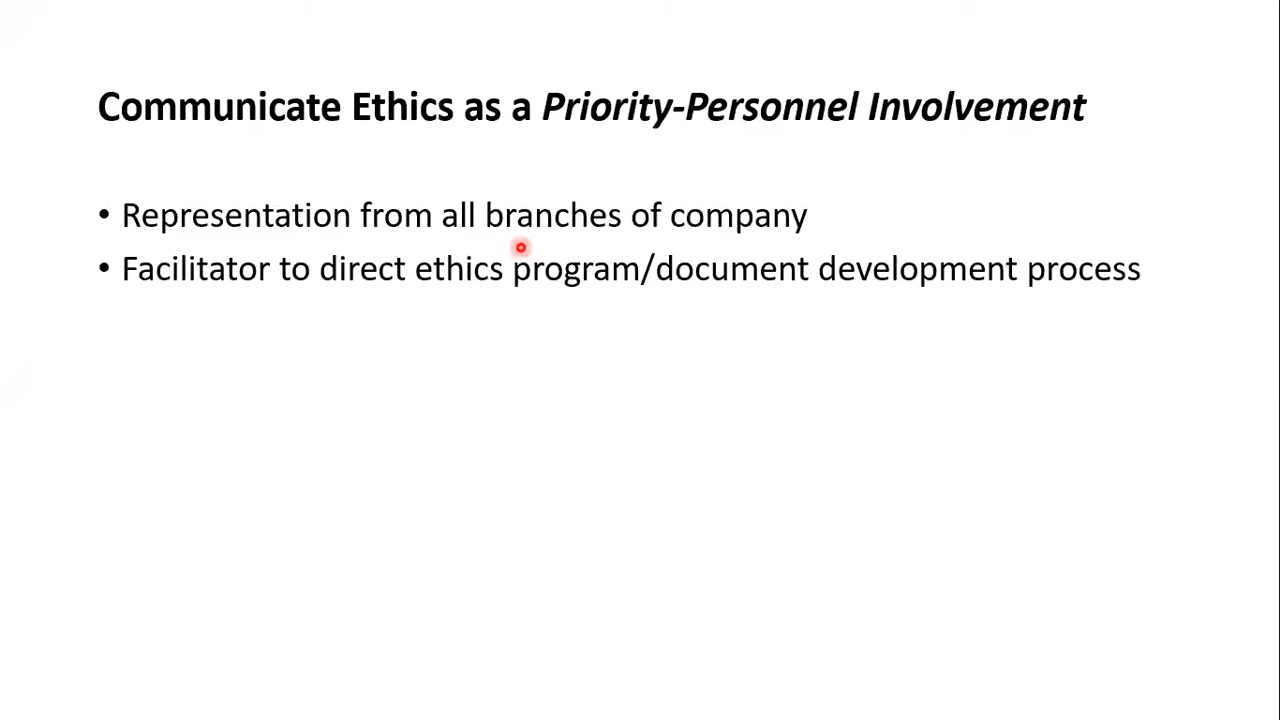 Communicate Ethics as a Priority-Personnel Involvement
• Representation from all branches of company
• Facilitator to direct ethics program/document development process